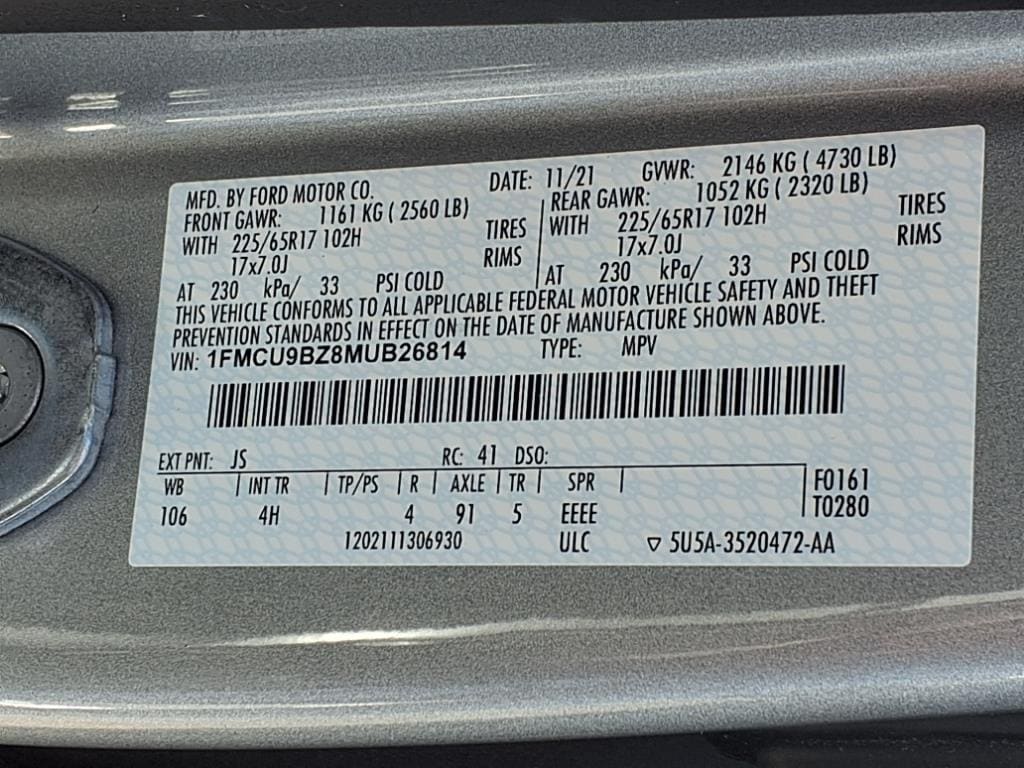 MFD. BY FORD MOTOR CO. DATE: 11/21 GVWR: 2146 KG ( 4730 LB)
FRONT GAWR: 1161 KG ( 2560 LB) REAR GAWR: 1052 KG ( 2320 LB)
WITH 225/65R17 102H TIRES WITH 225/65R17 102H TIRES
17x7.0J RIMS 17x7.0J RIMS
AT 230 kPa/ 33 PSI COLD AT 230 kPa/ 33 PSI COLD
THIS VEHICLE CONFORMS TO ALL APPLICABLE FEDERAL MOTOR VEHICLE SAFETY AND THEFT
PREVENTION STANDARDS IN EFFECT ON THE DATE OF MANUFACTURE SHOWN ABOVE.
VIN: 1FMCU9BZ8MUB26814 TYPE: MPV
EXT PNT: JS RC: 41 DSO:
WB INT TR TP/PS R AXLE TR SPR F0161
106 4H 4 91 5 EEEE T0280
1202111306930 ULC ▽ 5U5A-3520472-AA